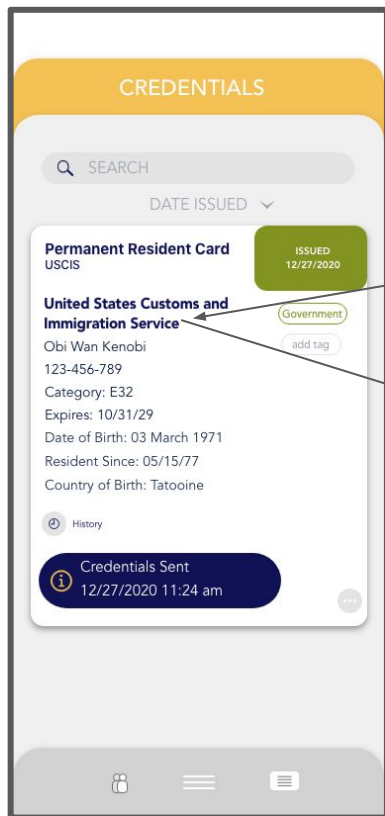 CREDENTIALS
SEARCH
DATE ISSUED
Permanent Resident Card
USCIS
ISSUED
12/27/2020
United States Customs and
Immigration Service
Government
add tag
Obi Wan Kenobi
123-456-789
Category: E32
Expires: 10/31/29
Date of Birth: 03 March 1971
Resident Since: 05/15/77
Country of Birth: Tatooine
History
Credentials Sent
12/27/2020 11:24 am